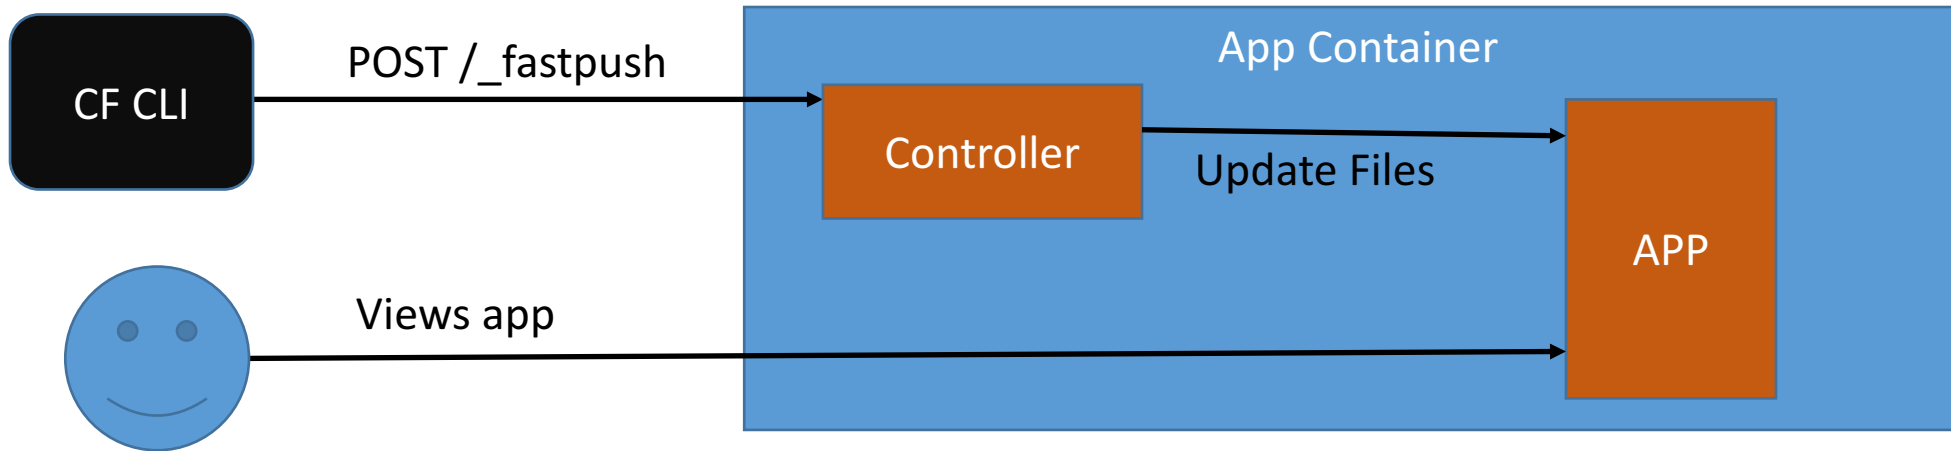 CF CLI
POST /_fastpush
App Container
Controller
Update Files
APP
Views app